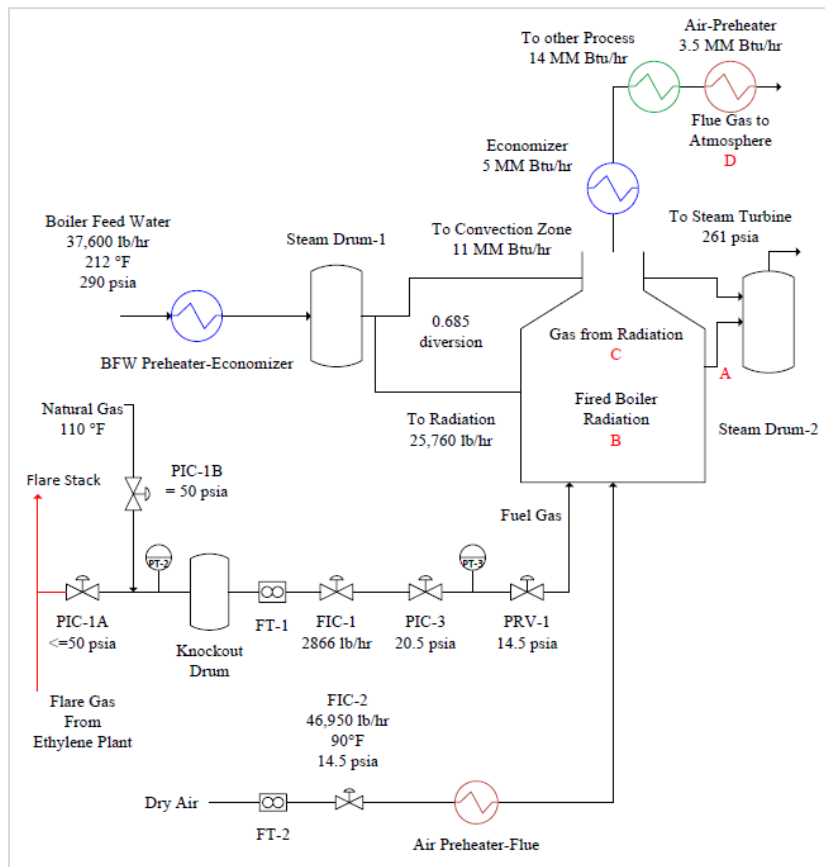 To other Process
14 MM Btu/hr
Air-Preheater
3.5 MM Btu/hr
Flue Gas to
Atmosphere
D
Economizer
5 MM Btu/hr
To Steam Turbine
261 psia
Boiler Feed Water
37,600 lb/hr
212 °F
290 psia
Steam Drum-1
To Convection Zone
11 MM Btu/hr
0.685
diversion
BFW Preheater-Economizer
Gas from Radiation
C
A
Fired Boiler
Radiation
B
Steam Drum-2
To Radiation
25,760 lb/hr
Natural Gas
110 °F
PIC-1B
= 50 psia
Flare Stack
Fuel Gas
PT-2
PT-3
PIC-1A
<=50 psia
Knockout
Drum
FT-1
FIC-1
2866 lb/hr
PIC-3
20.5 psia
PRV-1
14.5 psia
Flare Gas
From
Ethylene Plant
FIC-2
46,950 lb/hr
90°F
14.5 psia
Dry Air
FT-2
Air Preheater-Flue